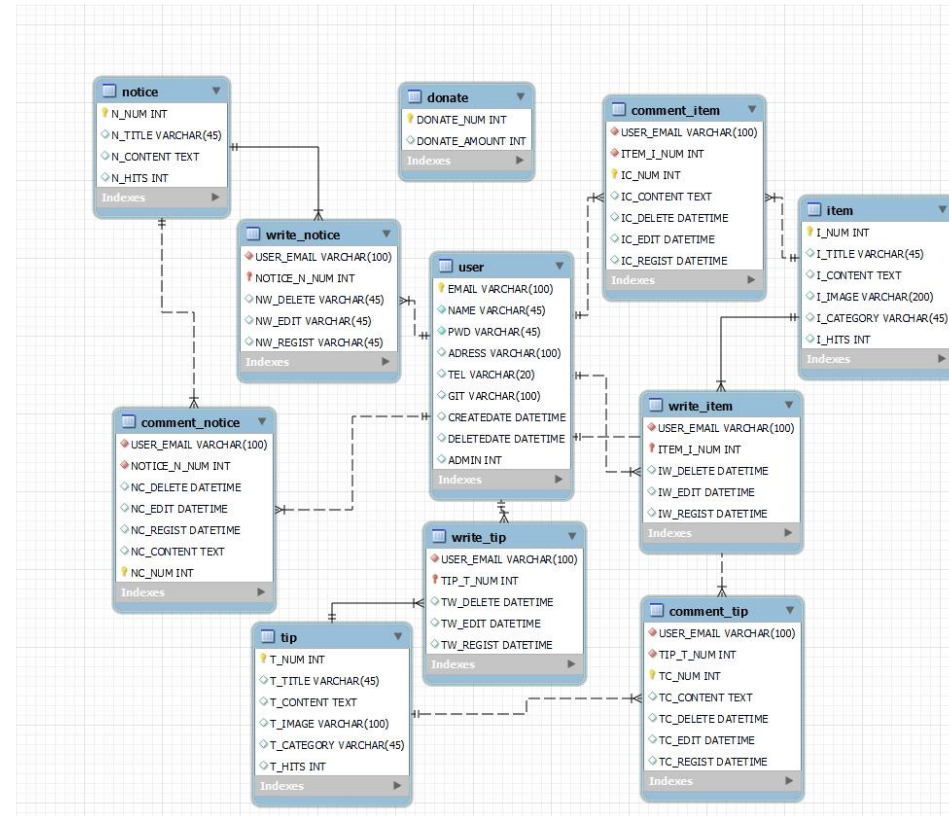 notice
N_NUM INT
N_TITLE VARCHAR(45)
N_CONTENT TEXT
N_HITS INT
Indexes
donate
DONATE_NUM INT
DONATE_AMOUNT INT
Indexes
comment_item
USER_EMAIL VARCHAR(100)
ITEM_I_NUM INT
IC_NUM INT
IC_CONTENT TEXT
IC_DELETE DATETIME
IC_EDIT DATETIME
IC_REGIST DATETIME
Indexes
item
I_NUM INT
I_TITLE VARCHAR(45)
I_CONTENT TEXT
I_IMAGE VARCHAR(200)
I_CATEGORY VARCHAR(45)
I_HITS INT
Indexes
write_notice
USER_EMAIL VARCHAR(100)
NOTICE_N_NUM INT
NW_DELETE VARCHAR(45)
NW_EDIT VARCHAR(45)
NW_REGIST VARCHAR(45)
Indexes
user
EMAIL VARCHAR(100)
NAME VARCHAR(45)
PWD VARCHAR(45)
ADRESS VARCHAR(100)
TEL VARCHAR(20)
GIT VARCHAR(100)
CREATEDATE DATETIME
DELETEDATE DATETIME
ADMIN INT
Indexes
write_item
USER_EMAIL VARCHAR(100)
ITEM_I_NUM INT
IW_DELETE DATETIME
IW_EDIT DATETIME
IW_REGIST DATETIME
Indexes
comment_notice
USER_EMAIL VARCHAR(100)
NOTICE_N_NUM INT
NC_DELETE DATETIME
NC_EDIT DATETIME
NC_REGIST DATETIME
NC_CONTENT TEXT
NC_NUM INT
Indexes
write_tip
USER_EMAIL VARCHAR(100)
TIP_T_NUM INT
TW_DELETE DATETIME
TW_EDIT DATETIME
TW_REGIST DATETIME
Indexes
comment_tip
USER_EMAIL VARCHAR(100)
TIP_T_NUM INT
TC_NUM INT
TC_CONTENT TEXT
TC_DELETE DATETIME
TC_EDIT DATETIME
TC_REGIST DATETIME
Indexes
tip
T_NUM INT
T_TITLE VARCHAR(45)
T_CONTENT TEXT
T_IMAGE VARCHAR(100)
T_CATEGORY VARCHAR(45)
T_HITS INT
Indexes